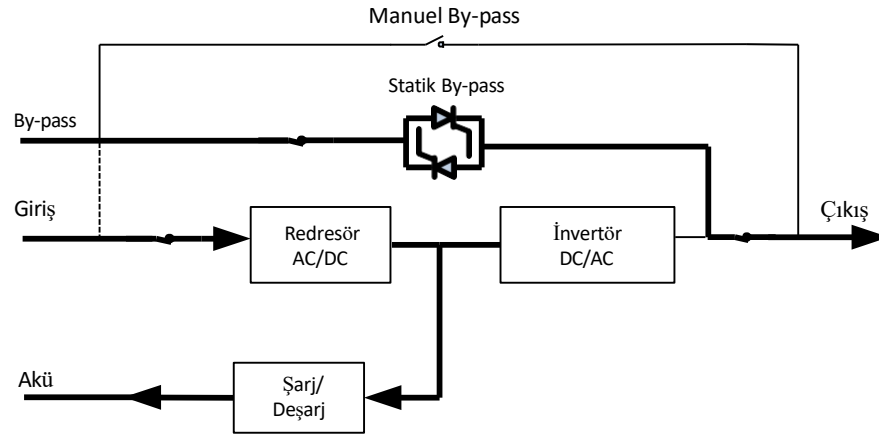 Manuel By-pass
Statik By-pass
By-pass
Giriş
Redresör
AC/DC
İnvertör
DC/AC
Çıkış
Akü
Şarj/
Deşarj